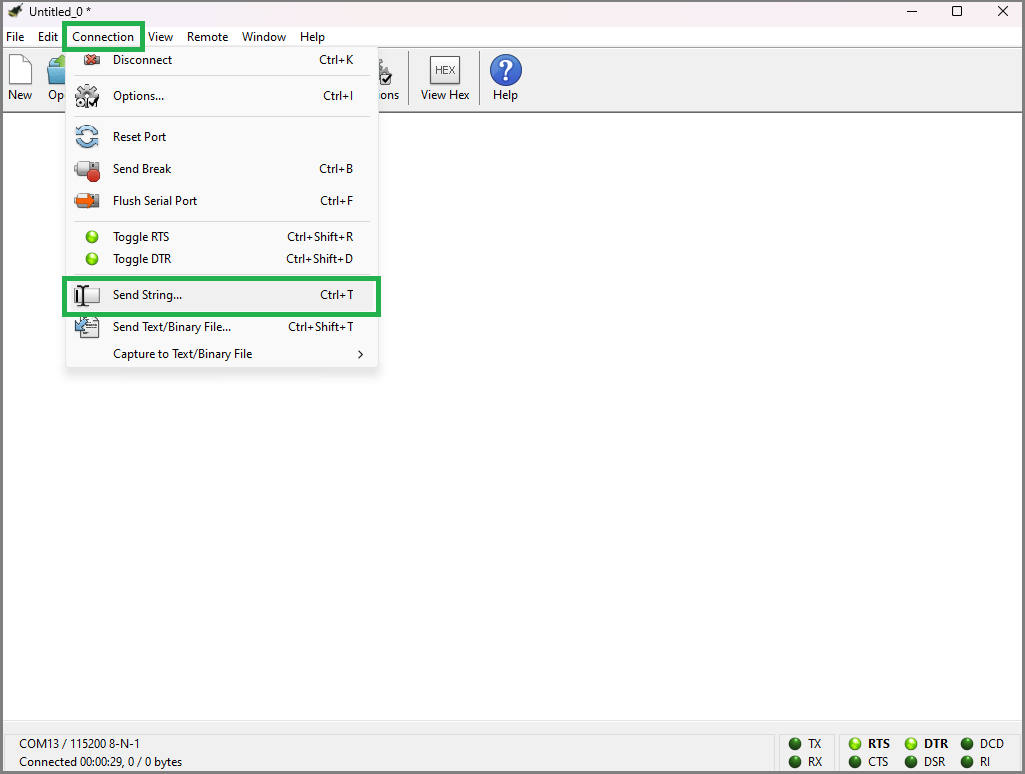 Untitled_0 *
File Edit Connection View Remote Window Help
New Op ons View Hex Help
HEX
Disconnect Ctrl+K
Options... Ctrl+I
Reset Port
Send Break Ctrl+B
Flush Serial Port Ctrl+F
Toggle RTS Ctrl+Shift+R
Toggle DTR Ctrl+Shift+D
Send String... Ctrl+T
Send Text/Binary File... Ctrl+Shift+T
Capture to Text/Binary File
COM13 / 115200 8-N-1 TX RTS DTR DCD
Connected 00:00:29, 0 / 0 bytes RX CTS DSR RI